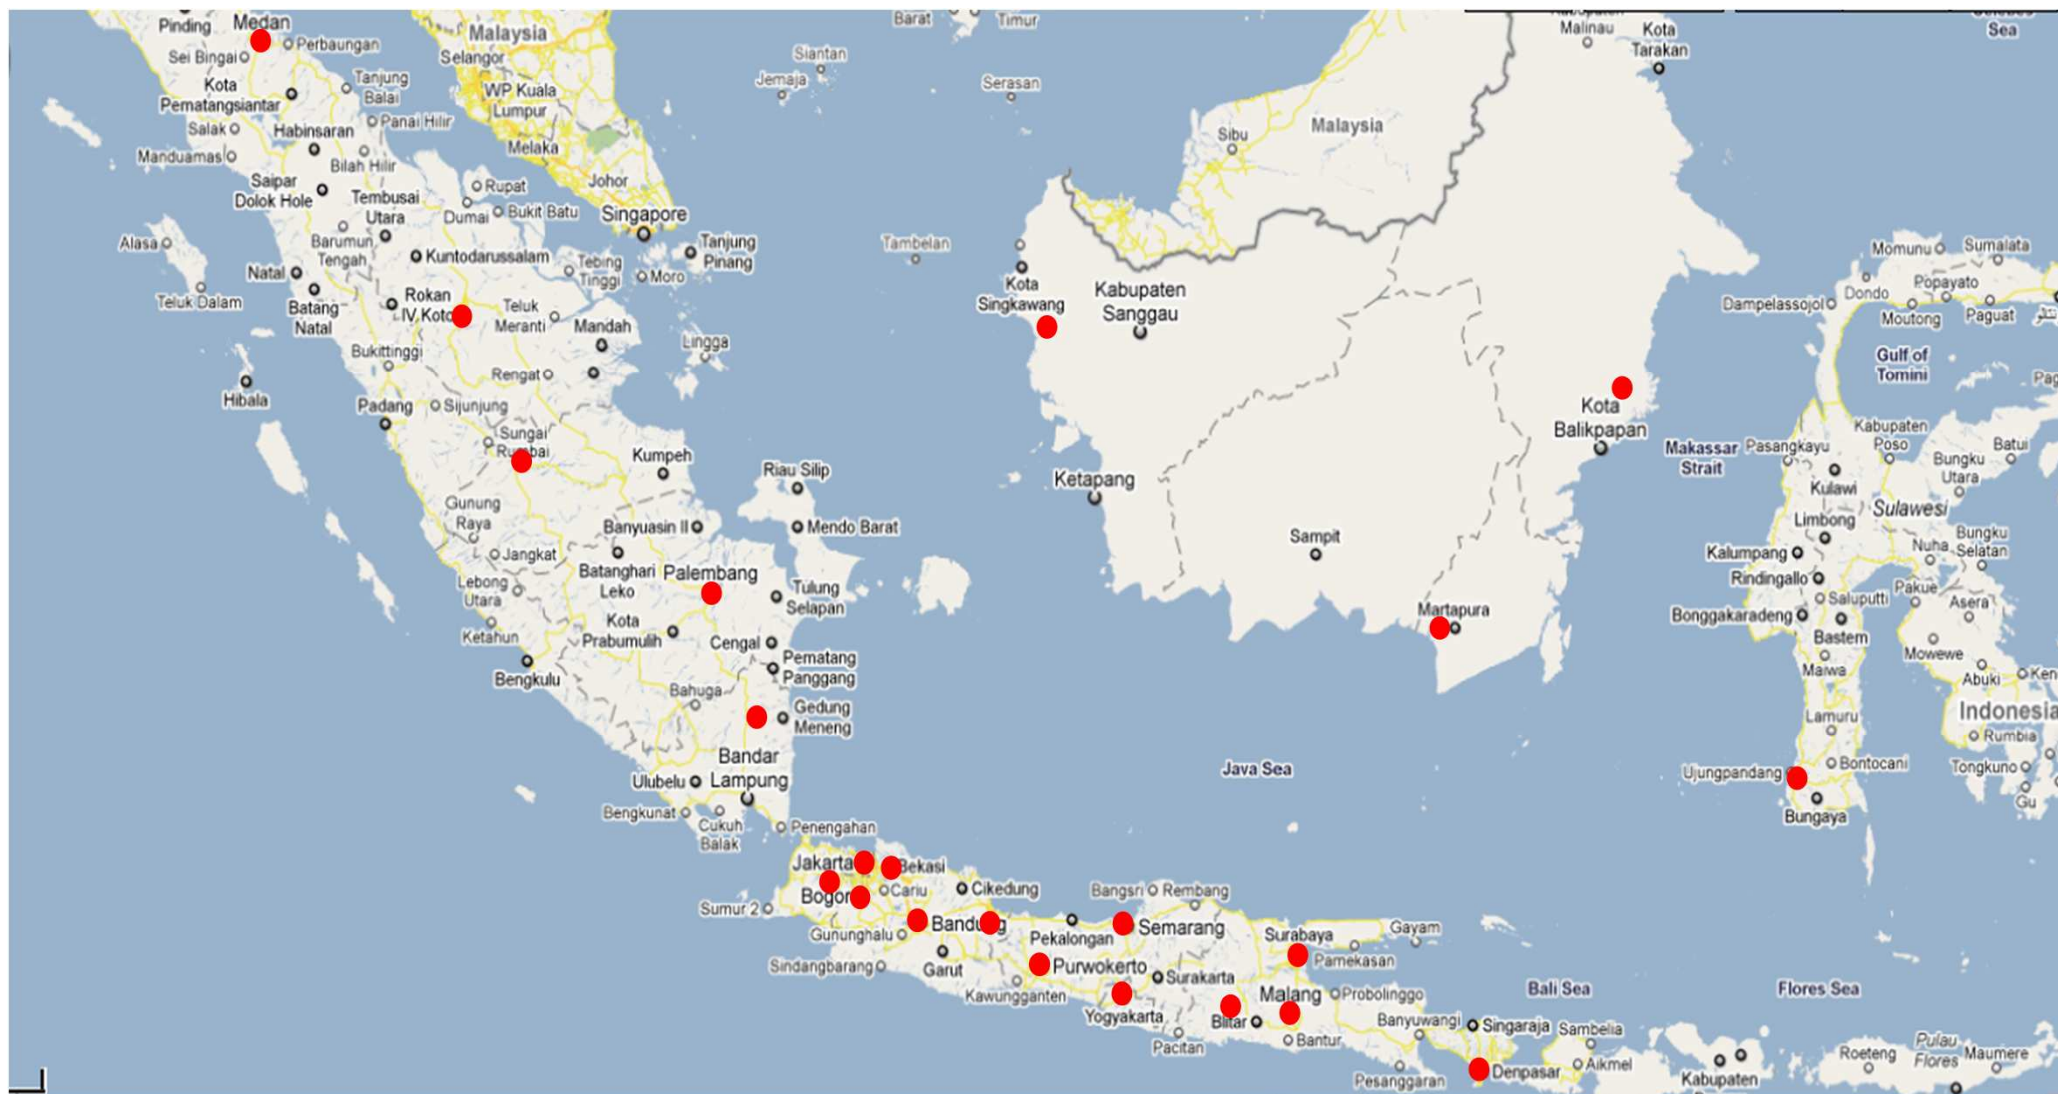 Pinding
Medan
Malaysia
Barat
Timur
Kabupaten
Malinau
Kota
Tarakan
Sea
Sei Bingai
Perbaungan
Selangor
Siantan
Kota
Pematangsiantar
Tanjung
Balai
WP Kuala
Lumpur
Jemaja
Serasan
Salak
Habinsaran
Panai Hilir
Sibu
Malaysia
Manduamas
Bilah Hilir
Melaka
Saipar
Dolok Hole
Tembusai
Utara
Rupat
Johor
Dumai
Bukit Batu
Singapore
Alasa
Barumun
Tengah
Kuntodarussalam
Tebing
Tinggi
Moro
Tanjung
Pinang
Tambelan
Momunu
Sumalata
Natal
Teluk Dalam
Batang
Natal
Rokan
IV Koto
Teluk
Meranti
Mandah
Kota
Singkawang
Kabupaten
Sanggau
Dampelassojol
Dondo
Popayato
Moutong
Paguat
Bukittinggi
Lingga
Gulf of
Tomini
Hibala
Rengat
Padang
Sijunjung
Kota
Balikpapan
Sungai
Kumpeh
Riau Silip
Ketapang
Makassar
Strait
Pasangkayu
Kabupaten
Poso
Batui
Bungku
Utara
Kulawi
Sulawesi
Gunung
Raya
Banyuasin II
Mendo Barat
Sampit
Limbong
Jangkat
Kalumpang
Nuha
Bungku
Selatan
Lebong
Utara
Batanghari
Leko
Palembang
Tulung
Selapan
Rindingallo
Saluputti
Pakue
Asera
Ketahun
Kota
Prabumulih
Cengal
Martapura
Bonggakaradeng
Bastem
Mowewe
Bengkulu
Pematang
Panggang
Maiwa
Abuki
Ken
Bahuga
Gedung
Meneng
Lamuru
Indonesia
Rumbia
Bandar
Lampung
Ulubelu
Java Sea
Ujungpandang
Bontocani
Tongkuno
Gu
Bengkunat
Cukuh
Balak
Penengahan
Bungaya
Jakarta
Bekasi
Bogor
Cariu
Cikedung
Bangsri
Rembang
Sumur 2
Gununghalu
Bandung
Pekalongan
Semarang
Surabaya
Gayam
Pamekasan
Sindangbarang
Garut
Purwokerto
Surakarta
Kawungganten
Malang
Probolinggo
Bali Sea
Flores Sea
Yogyakarta
Blitar
Banyuwangi
Singaraja
Sambelia
Pacitan
Bantur
Pesanggaran
Denpasar
Aikmel
Kabupaten
Roeteng
Pulau
Flores
Maumere